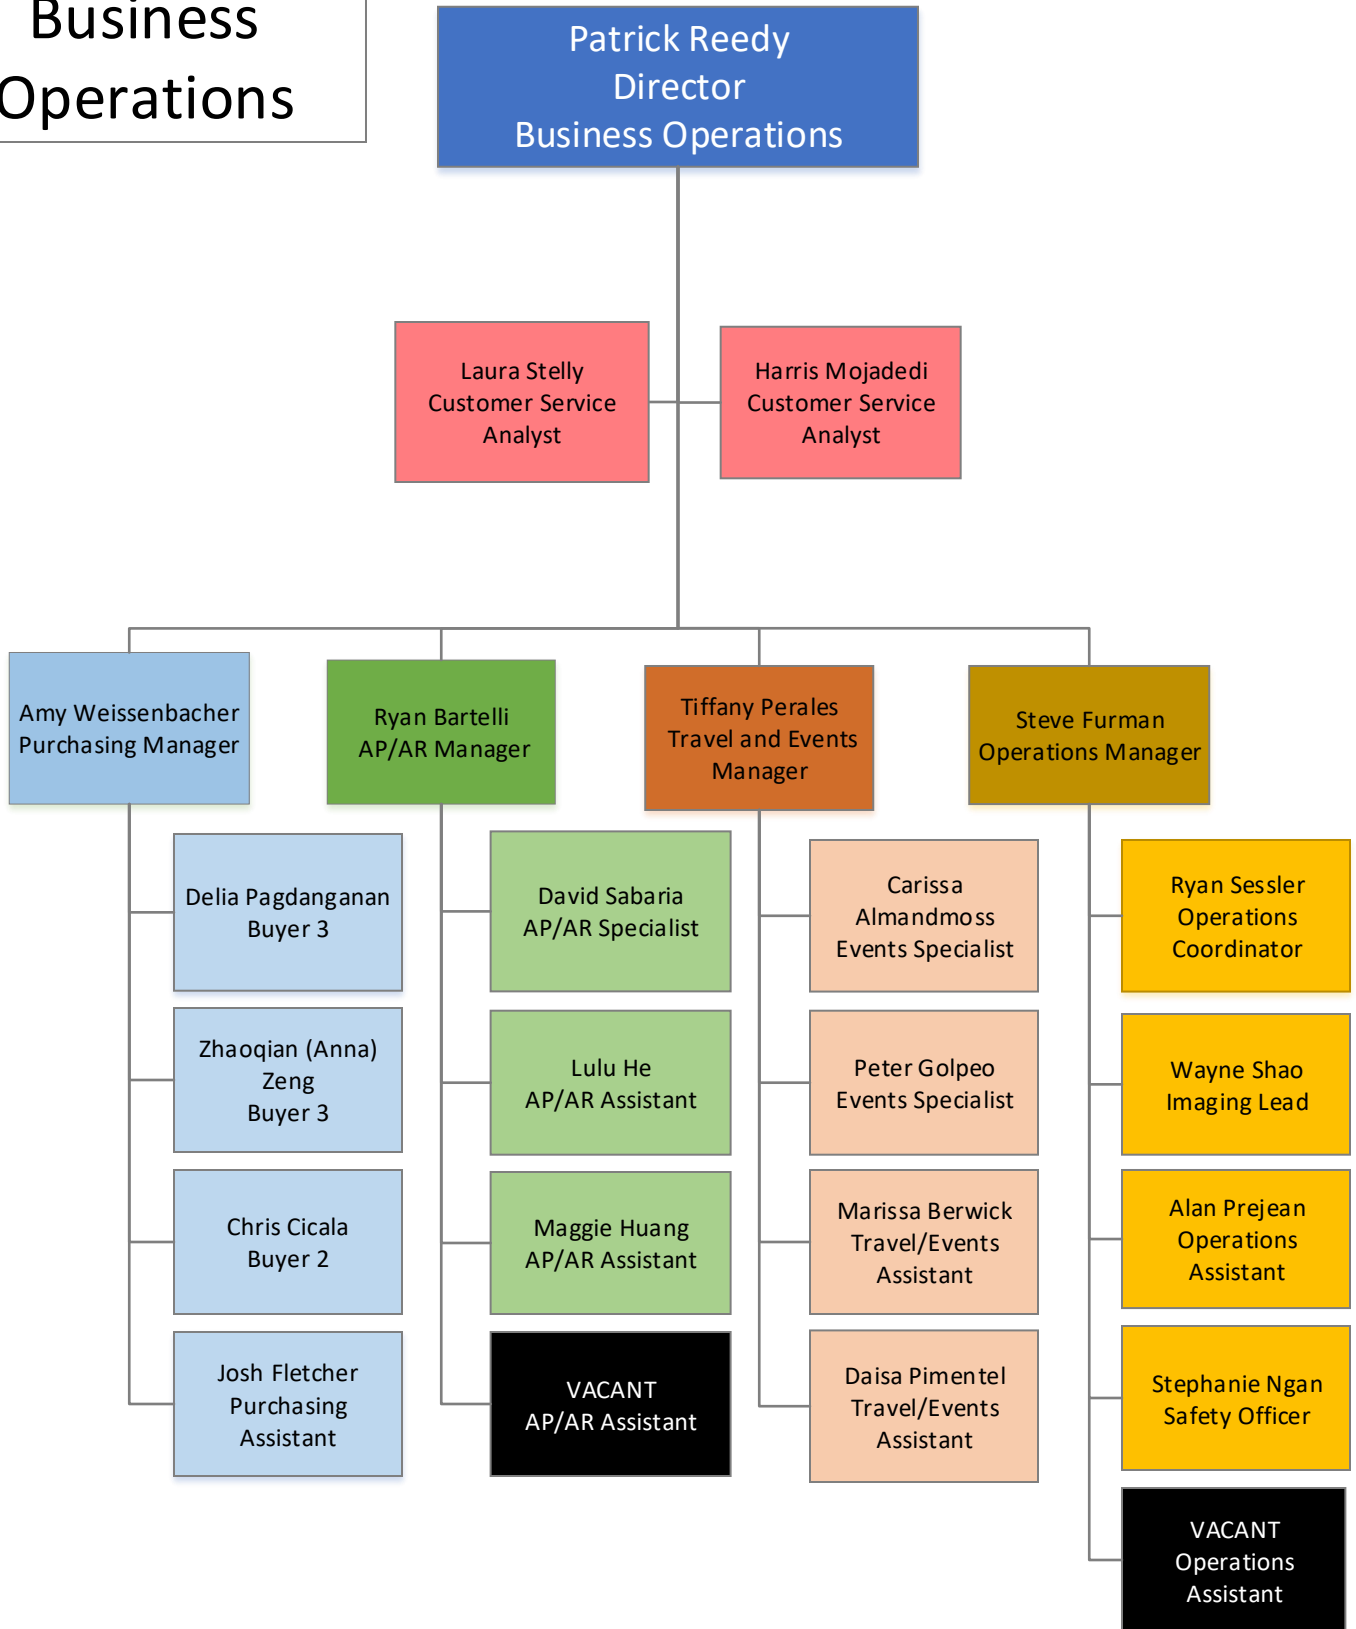 Business
Operations
Patrick Reedy
Director
Business Operations
Laura Stelly
Customer Service
Analyst
Harris Mojadedi
Customer Service
Analyst
Amy Weissenbacher
Purchasing Manager
Ryan Bartelli
AP/AR Manager
Tiffany Perales
Travel and Events
Manager
Steve Furman
Operations Manager
Delia Pagdanganan
Buyer 3
Zhaoqian (Anna)
Zeng
Buyer 3
Chris Cicala
Buyer 2
Josh Fletcher
Purchasing
Assistant
David Sabaria
AP/AR Specialist
Lulu He
AP/AR Assistant
Maggie Huang
AP/AR Assistant
VACANT
AP/AR Assistant
Carissa
Almandmoss
Events Specialist
Peter Golpeo
Events Specialist
Marissa Berwick
Travel/Events
Assistant
Daisa Pimentel
Travel/Events
Assistant
Ryan Sessler
Operations
Coordinator
Wayne Shao
Imaging Lead
Alan Prejean
Operations
Assistant
Stephanie Ngan
Safety Officer
VACANT
Operations
Assistant